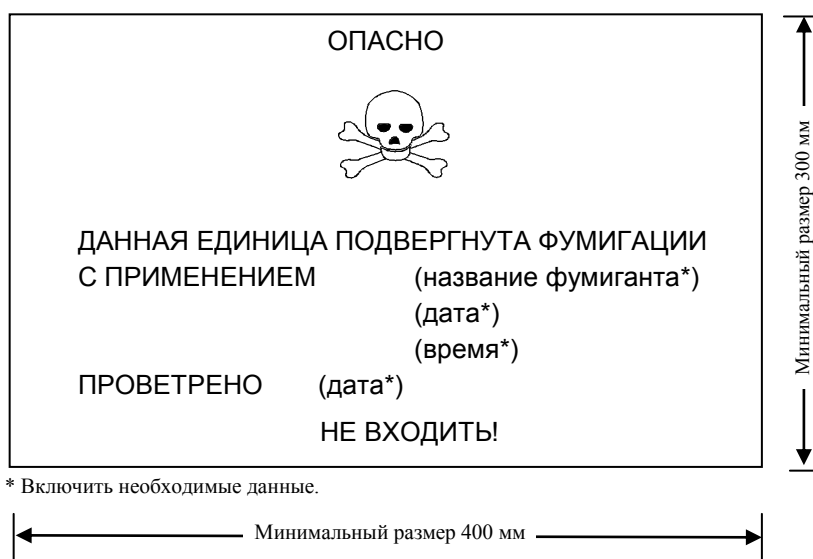 ОПАСНО
ДАННАЯ ЕДИНИЦА ПОДВЕРГНУТА ФУМИГАЦИИ
С ПРИМЕНЕНИЕМ (название фумиганта*)
(дата*)
(время*)
ПРОВЕТРЕНО (дата*)
НЕ ВХОДИТЬ!
Минимальный размер 300 мм
* Включить необходимые данные.
Минимальный размер 400 мм